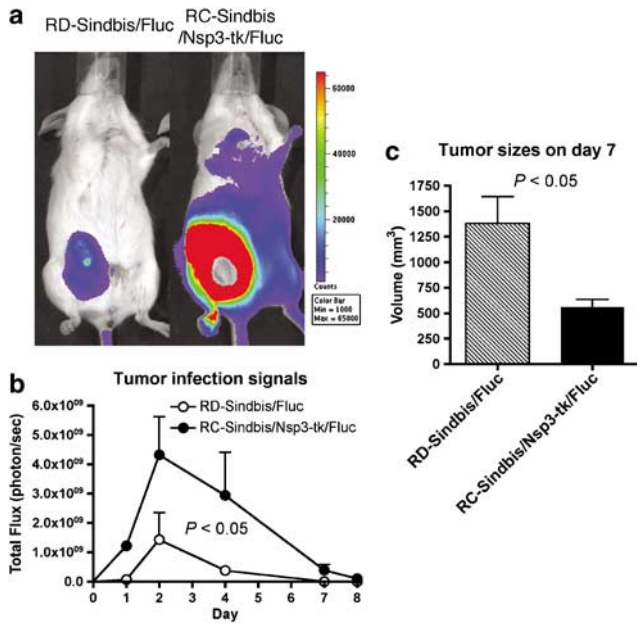 a
RD-Sindbis/Fluc
RC-Sindbis
/Nsp3-tk/Fluc
60000
40000
20000
Counts
Color Bar
Min = 1000
Max = 65000
b
Tumor infection signals
RD-Sindbis/Fluc
RC-Sindbis/Nsp3-tk/Fluc
P < 0.05
Total Flux (photon/sec)
6.0x10⁰⁹
5.0x10⁰⁹
4.0x10⁰⁹
3.0x10⁰⁹
2.0x10⁰⁹
1.0x10⁰⁹
0.0
0 1 2 3 4 5 6 7 8
Day
c
Tumor sizes on day 7
P < 0.05
Volume (mm³)
1750
1500
1250
1000
750
500
250
0
RD-Sindbis/Fluc
RC-Sindbis/Nsp3-tk/Fluc